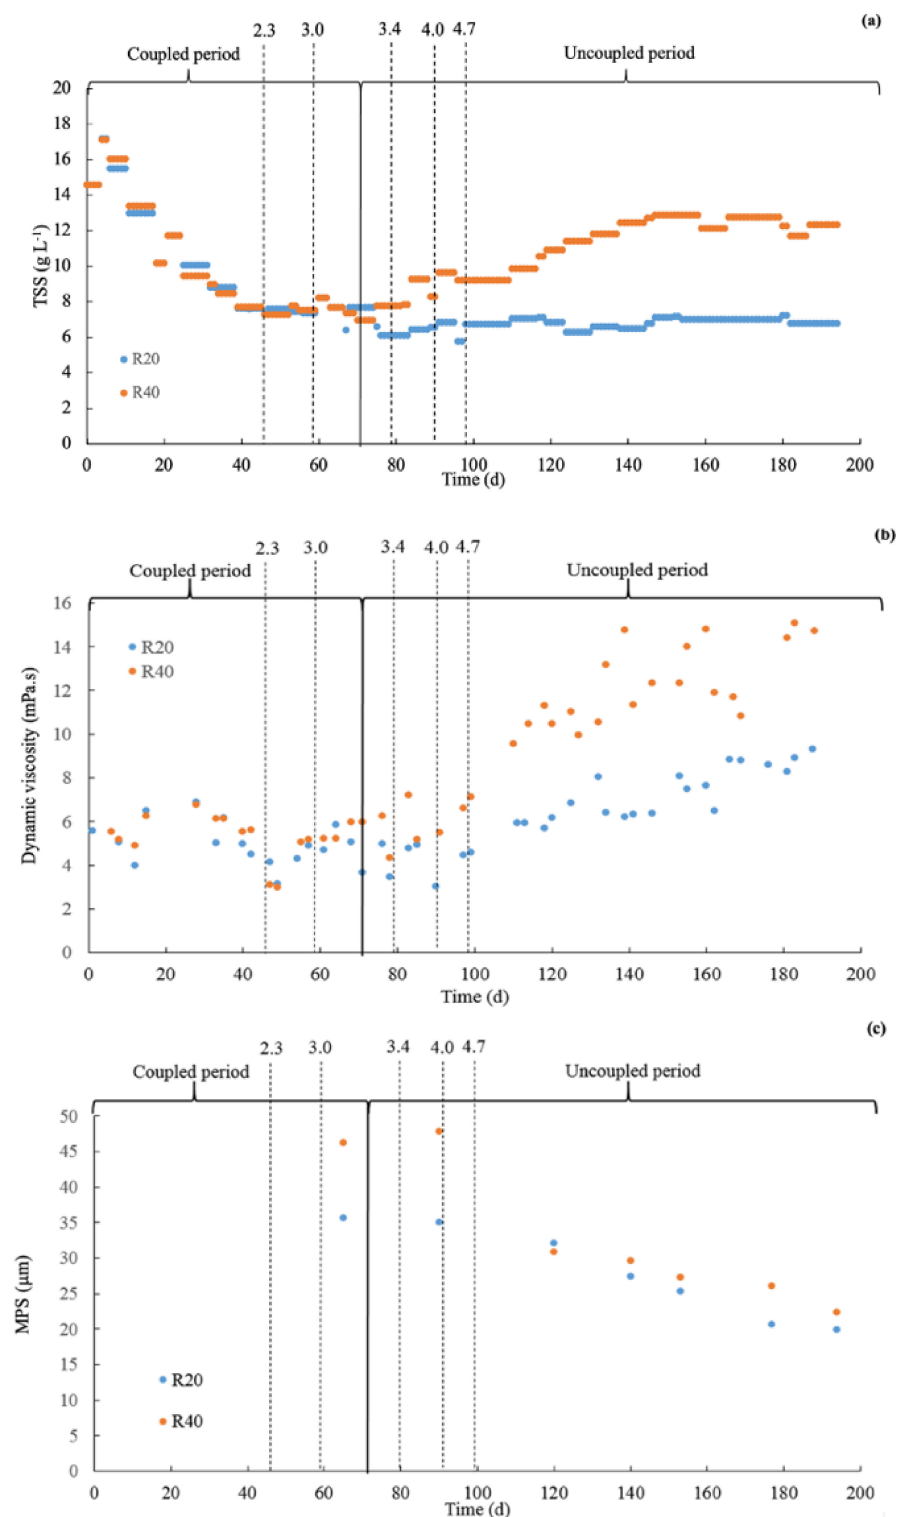 (a)
2.3 3.0 3.4 4.0 4.7
Coupled period Uncoupled period
20
18
16
14
12
10
8
6
4
2
0
TSS (g L-1)
R20
R40
0 20 40 60 80 100 120 140 160 180 200
Time (d)
(b)
2.3 3.0 3.4 4.0 4.7
Coupled period Uncoupled period
16
14
12
10
8
6
4
2
0
Dynamic viscosity (mPa.s)
R20
R40
0 20 40 60 80 100 120 140 160 180 200
Time (d)
(c)
2.3 3.0 3.4 4.0 4.7
Coupled period Uncoupled period
50
45
40
35
30
25
20
15
10
5
0
MPS (µm)
R20
R40
0 20 40 60 80 100 120 140 160 180 200
Time (d)